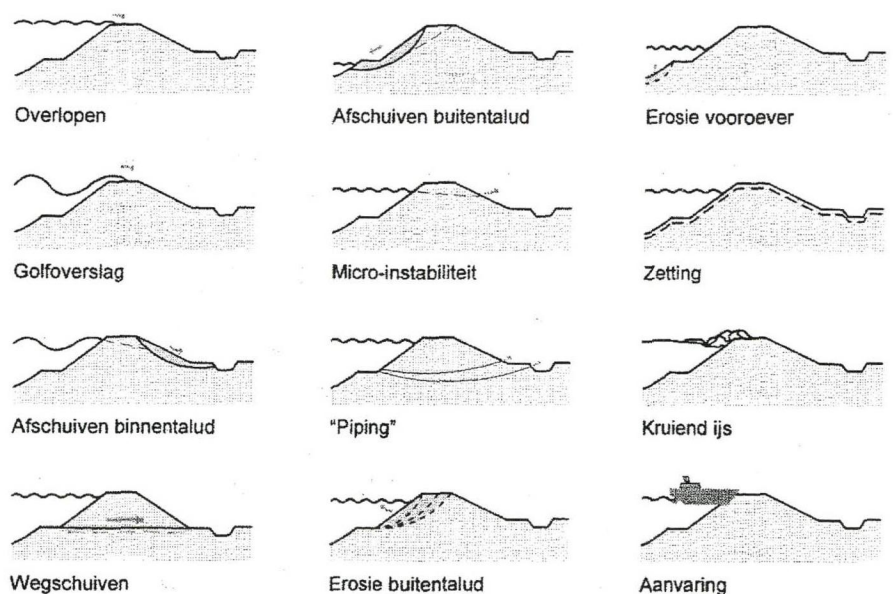 Overlopen
Afschuiven buitentalud
Erosie vooroever
Golfoverslag
Micro-instabiliteit
Zetting
Afschuiven binnentalud
"Piping"
Kruiend ijs
Wegschuiven
Erosie buitentalud
Aanvaring